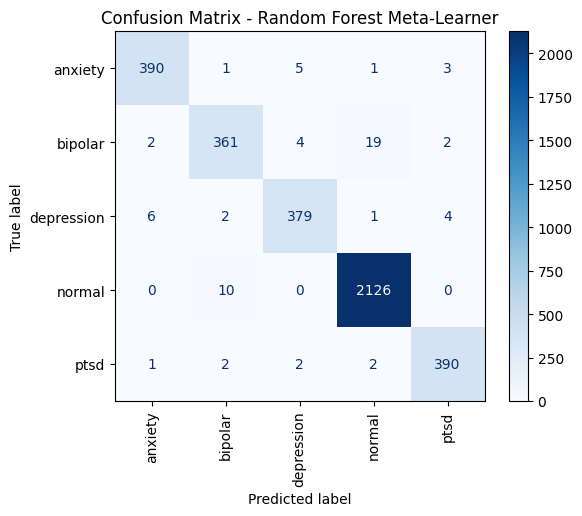 Confusion Matrix - Random Forest Meta-Learner
True label
anxiety 390 1 5 1 3
bipolar 2 361 4 19 2
depression 6 2 379 1 4
normal 0 10 0 2126 0
ptsd 1 2 2 2 390
anxiety bipolar depression normal ptsd
Predicted label
2000
1750
1500
1250
1000
750
500
250
0